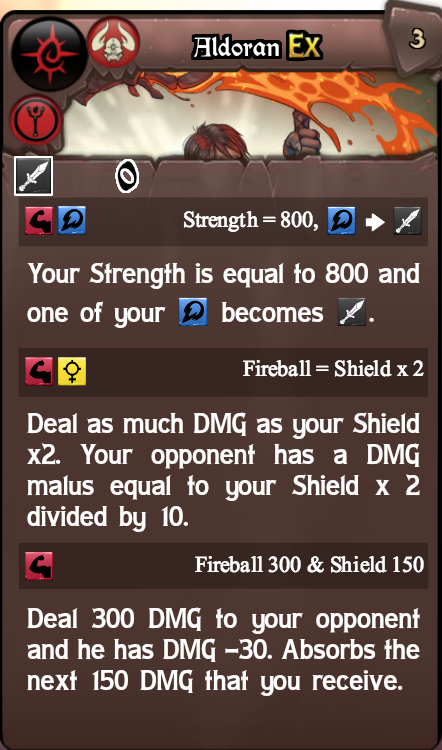 Aldoran Ex
3
0
Strength = 800,
Your Strength is equal to 800 and
one of your becomes .
Fireball = Shield x 2
Deal as much DMG as your Shield
x2. Your opponent has a DMG
malus equal to your Shield x 2
divided by 10.
Fireball 300 & Shield 150
Deal 300 DMG to your opponent
and he has DMG -30. Absorbs the
next 150 DMG that you receive.